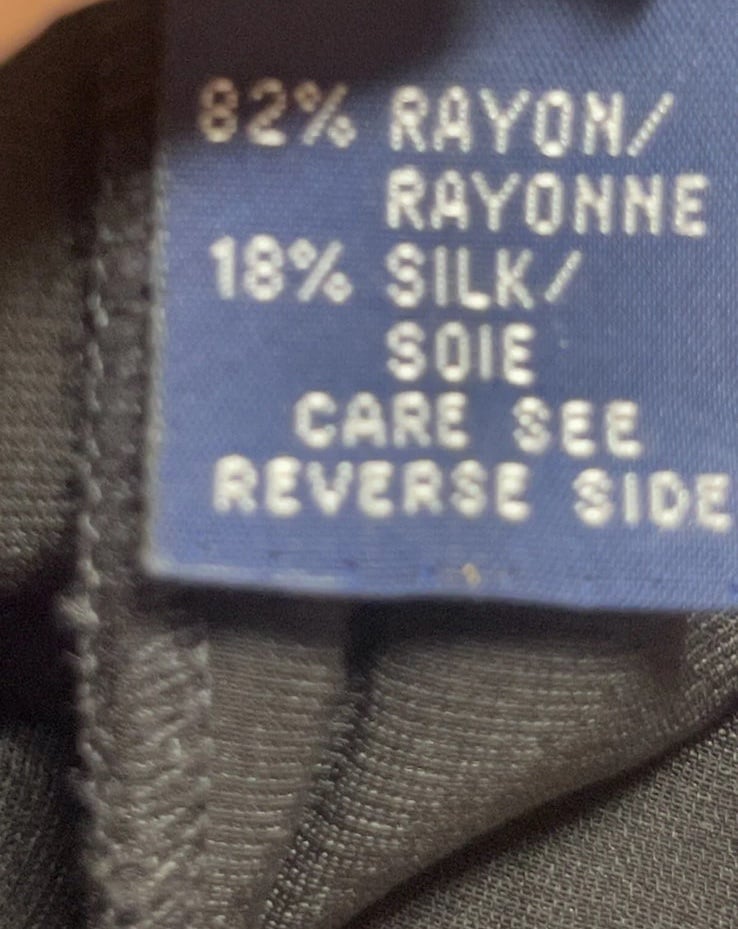 82% RAYON/
RAYONNE
18% SILK/
SOIE
CARE SEE
REVERSE SIDE